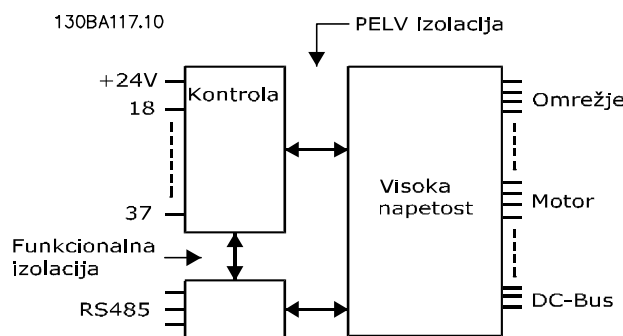 130BA117.10
PELV izolacija
+24V
Kontrola
18
Omrežje
Visoka
napetost
37
Motor
Funkcionalna
izolacija
RS485
DC-Bus